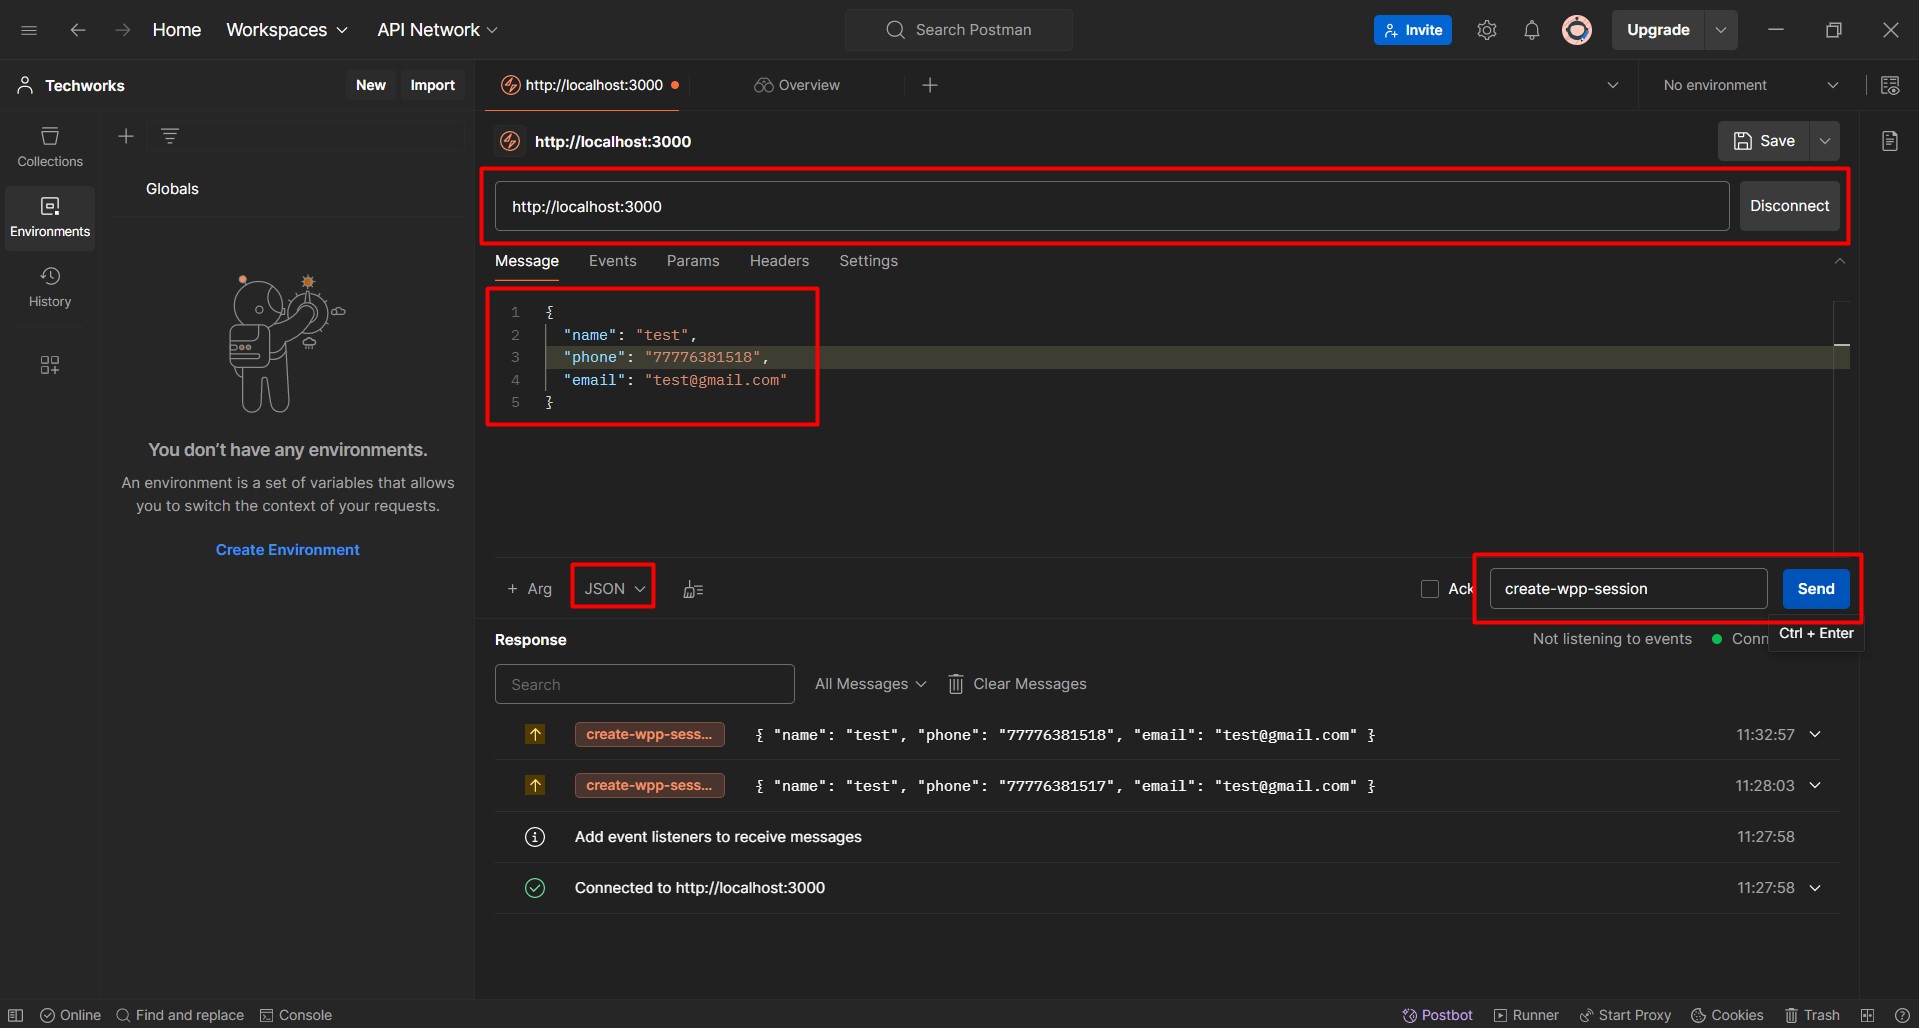 Home Workspaces API Network Search Postman Invite Upgrade
Techworks New Import http://localhost:3000 Overview No environment
Collections
Environments
History
Globals
You don't have any environments.
An environment is a set of variables that allows
you to switch the context of your requests.
Create Environment
http://localhost:3000 Save
http://localhost:3000 Disconnect
Message Events Params Headers Settings
1 {
2 "name": "test",
3 "phone": "77776381518",
4 "email": "test@gmail.com"
5 }
+ Arg JSON Ack create-wpp-session Send
Ctrl + Enter
Response Not listening to events Conn
Search All Messages Clear Messages
create-wpp-sess... { "name": "test", "phone": "77776381518", "email": "test@gmail.com" } 11:32:57
create-wpp-sess... { "name": "test", "phone": "77776381517", "email": "test@gmail.com" } 11:28:03
Add event listeners to receive messages 11:27:58
Connected to http://localhost:3000 11:27:58
Online Find and replace Console Postbot Runner Start Proxy Cookies Trash